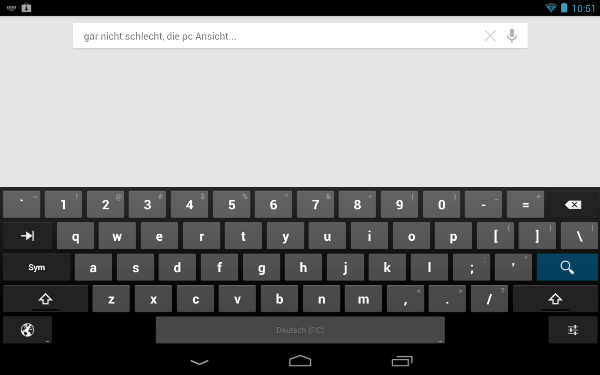 10:51
gar nicht schlecht, die pc Ansicht...
` ~ 1 ! 2 @ 3 # 4 $ 5 % 6 ^ 7 & 8 * 9 ( 0 ) - _ = +
q w e r t y u i o p [ { ] } \ |
Sym a s d f g h j k l ; : ' "
z x c v b n m , < . > / ?
Deutsch (PC)